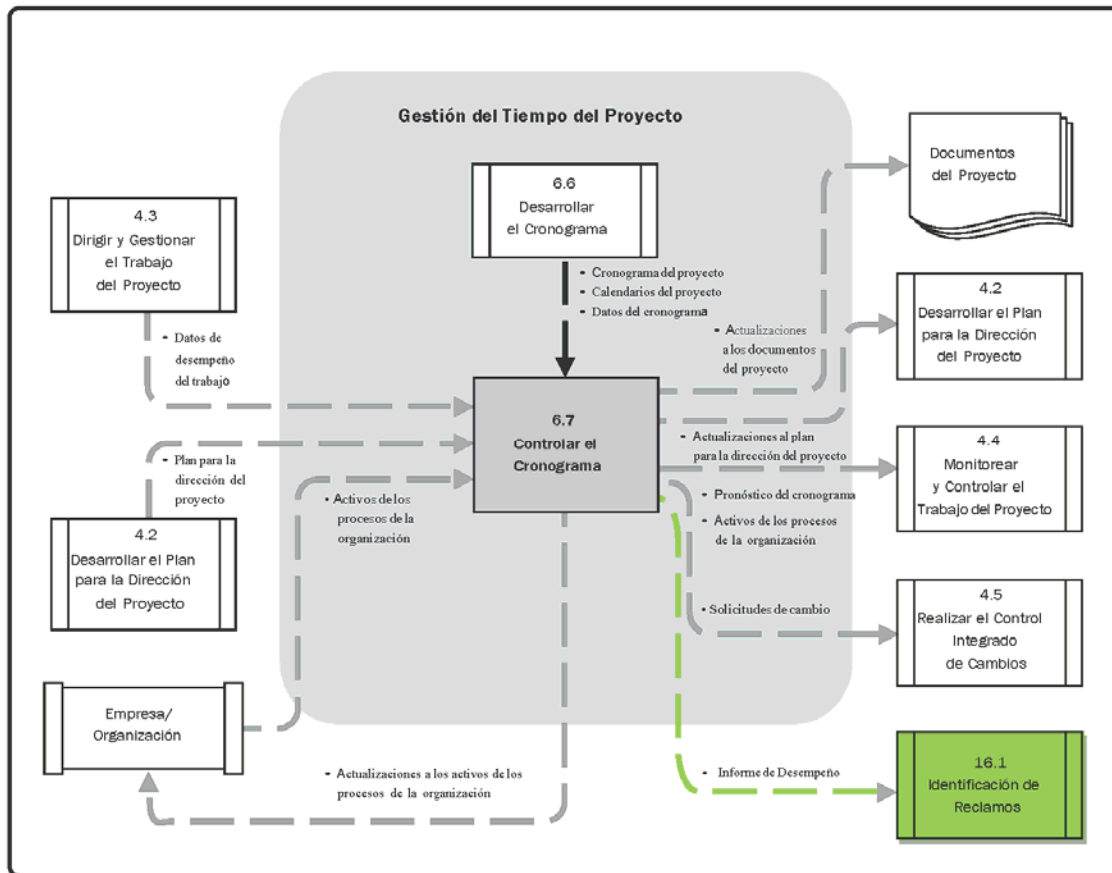 Gestión del Tiempo del Proyecto
6.6
Desarrollar
el Cronograma
Documentos
del Proyecto
4.3
Dirigir y Gestionar
el Trabajo
del Proyecto
• Cronograma del proyecto
• Calendarios del proyecto
• Datos del cronograma
4.2
Desarrollar el Plan
para la Dirección
del Proyecto
• Datos de
desempeño
del trabajo
• Actualizaciones
a los documentos
del proyecto
6.7
Controlar el
Cronograma
• Plan para la
dirección del
proyecto
• Actualizaciones al plan
para la dirección del proyecto
4.4
Monitorear
y Controlar el
Trabajo del Proyecto
• Activos de los
procesos de la
organización
• Pronóstico del cronograma
• Activos de los procesos
de la organización
4.2
Desarrollar el Plan
para la Dirección
del Proyecto
• Solicitudes de cambio
4.5
Realizar el Control
Integrado
de Cambios
Empresa/
Organización
• Actualizaciones a los activos de los
procesos de la organización
• Informe de Desempeño
16.1
Identificación de
Reclamos